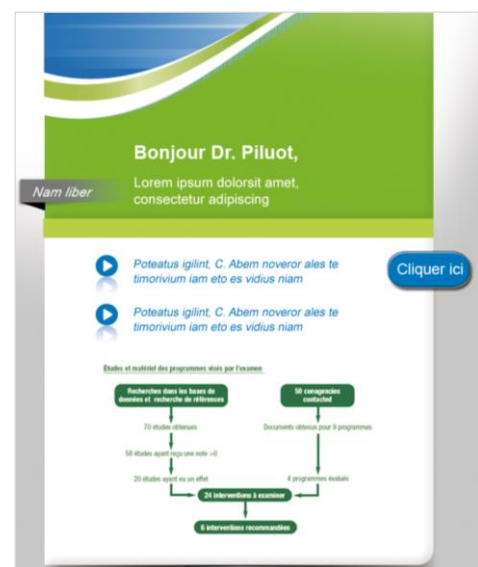 Bonjour Dr. Piluot,
Lorem ipsum dolorsit amet,
consectetur adipiscing
Nam liber
Poteatus igilint, C. Abem noveror ales te
timorivium iam eto es vidius niam
Cliquer ici
Poteatus igilint, C. Abem noveror ales te
timorivium iam eto es vidius niam
Études et matériel des programmes visés par l'examen
Recherches dans les bases de
données et recherche de références
50 conagencies
contacted
70 études obtenues
Documents obtenus pour 9 programmes
58 études ayant reçu une note >0
20 études ayant eu un effet
4 programmes évalués
24 interventions à examiner
6 interventions recommandées